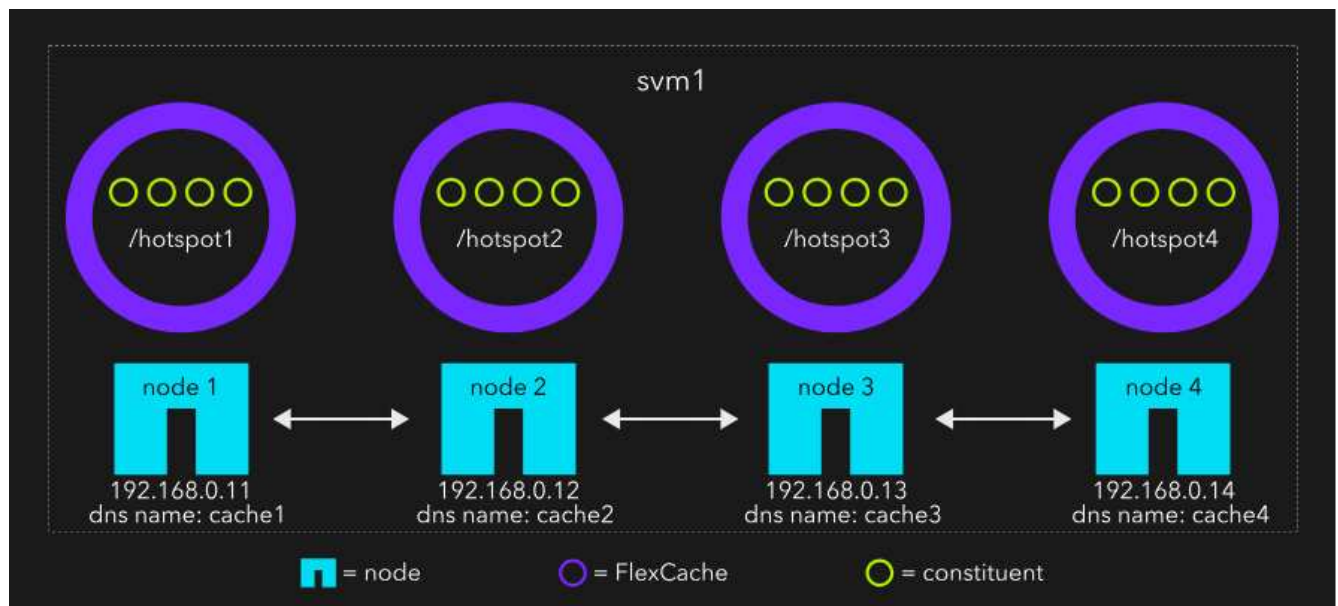 svm1
/hotspot1
/hotspot2
/hotspot3
/hotspot4
node 1
node 2
node 3
node 4
192.168.0.11
dns name: cache1
192.168.0.12
dns name: cache2
192.168.0.13
dns name: cache3
192.168.0.14
dns name: cache4
= node
= FlexCache
= constituent